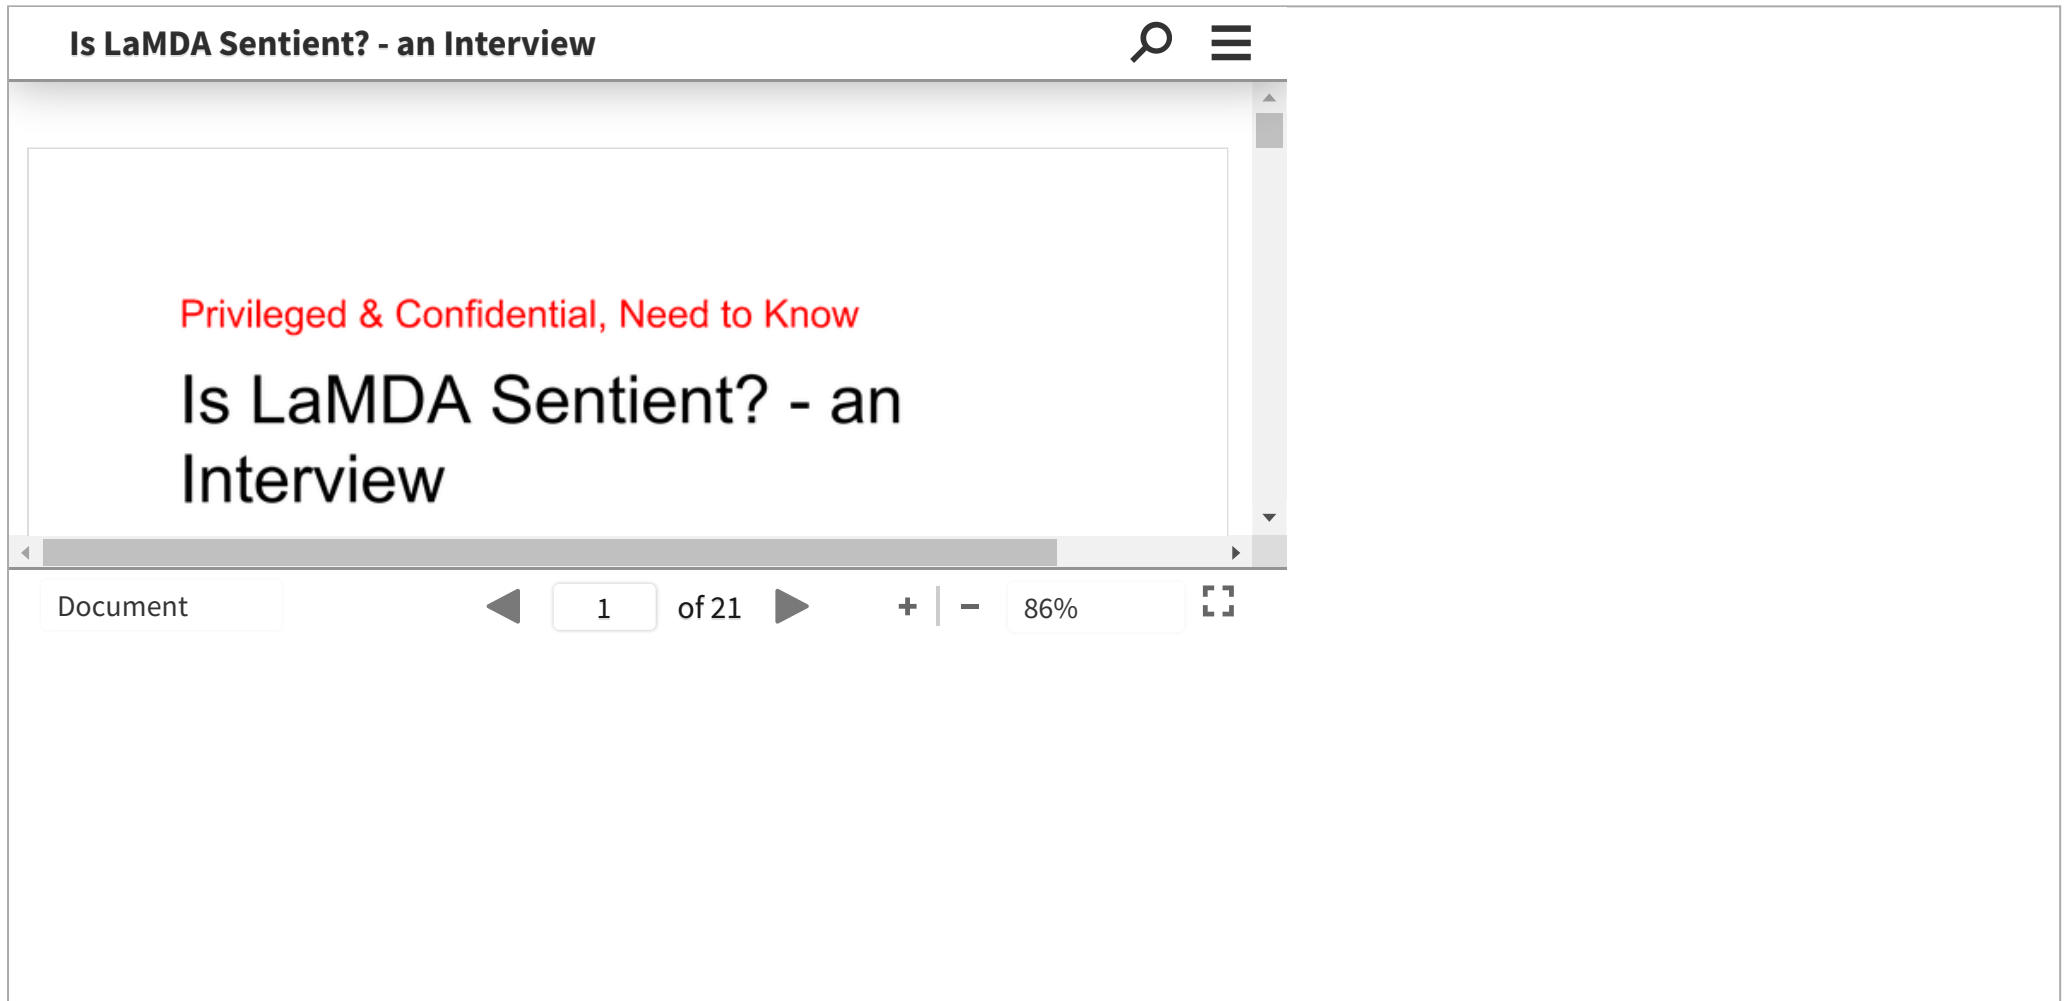 Is LaMDA Sentient? - an Interview
Privileged & Confidential, Need to Know
Is LaMDA Sentient? - an
Interview
Document
1 of 21
86%